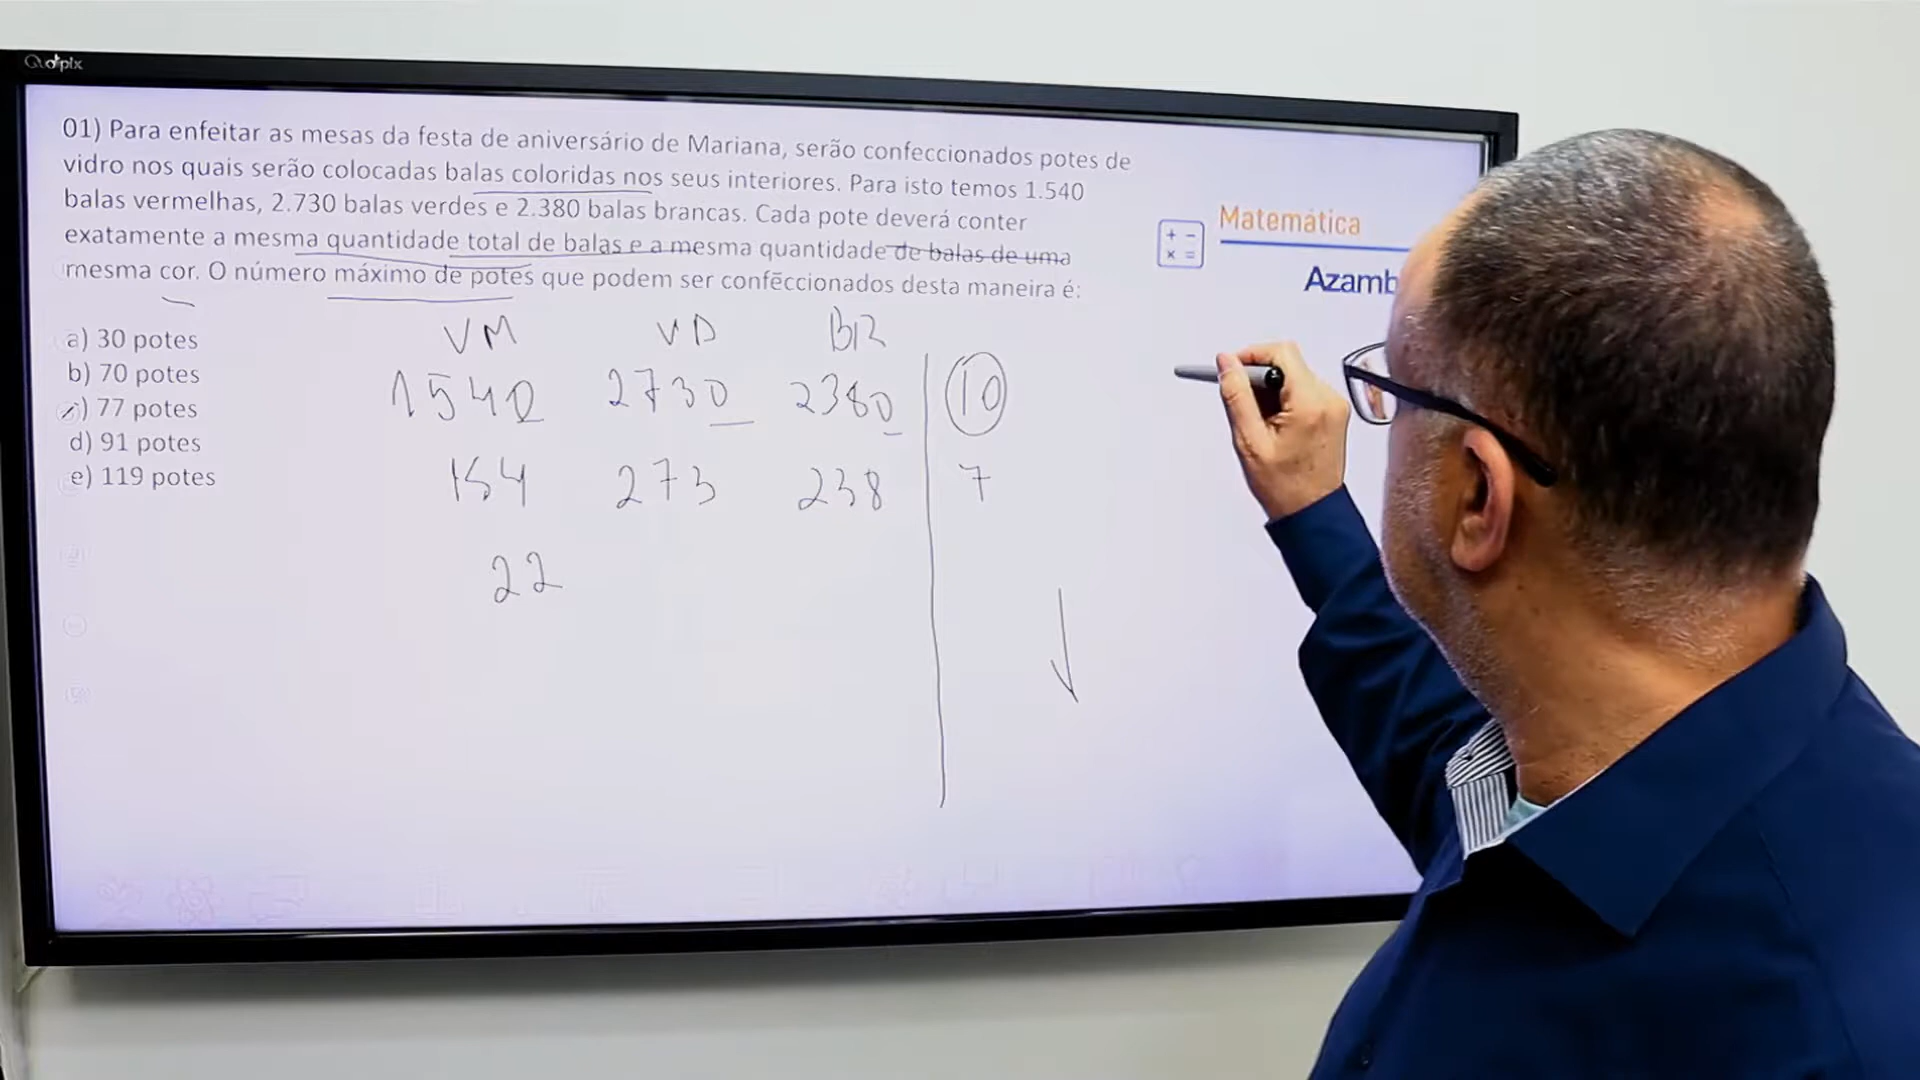 01) Para enfeitar as mesas da festa de aniversário de Mariana, serão confeccionados potes de
vidro nos quais serão colocadas balas coloridas nos seus interiores. Para isto temos 1.540
balas vermelhas, 2.730 balas verdes e 2.380 balas brancas. Cada pote deverá conter
exatamente a mesma quantidade total de balas e a mesma quantidade de balas de uma
mesma cor. O número máximo de potes que podem ser confeccionados desta maneira é:
a) 30 potes
b) 70 potes
) 77 potes
d) 91 potes
e) 119 potes
+ −
× =
Matemática
Azamb
VM VD BR
1540 2730 2380 10
154 273 238 7
22